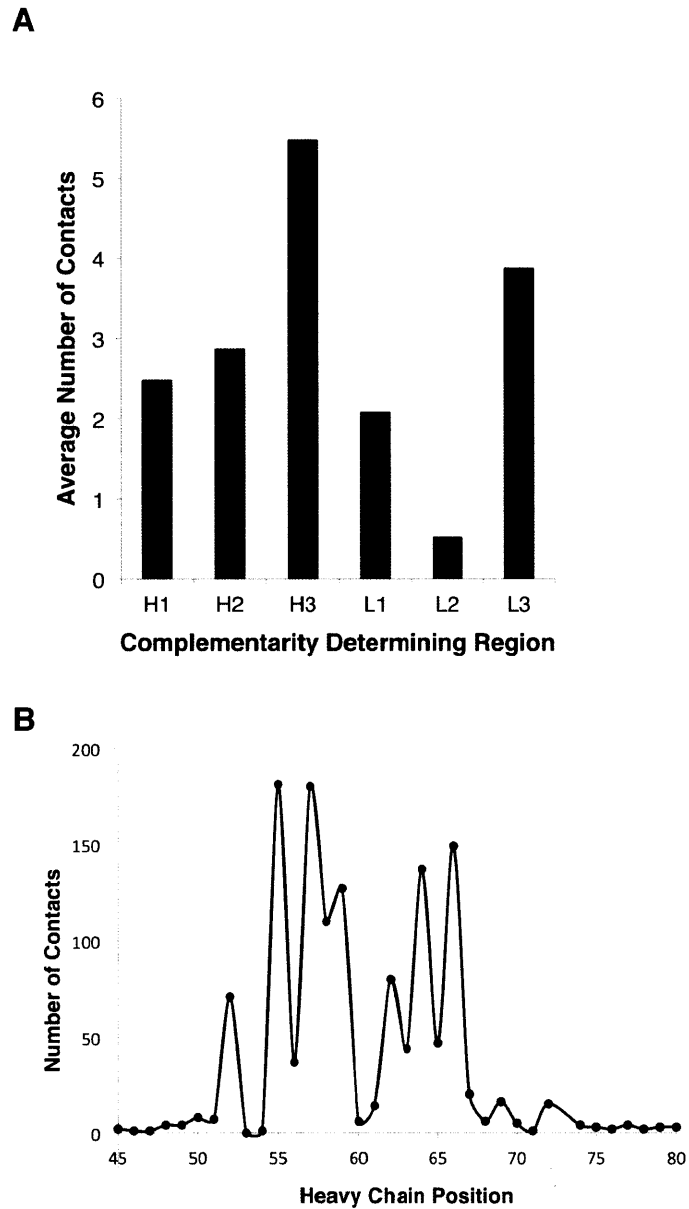 A
6
5
4
3
2
1
0
Average Number of Contacts
H1 H2 H3 L1 L2 L3
Complementarity Determining Region
B
200
150
100
50
0
Number of Contacts
45 50 55 60 65 70 75 80
Heavy Chain Position